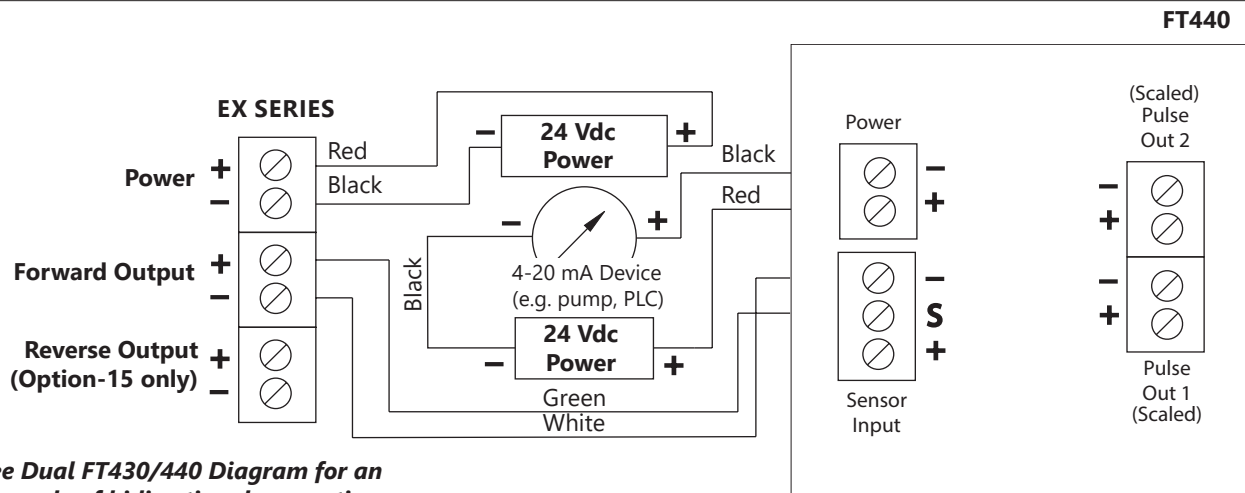 FT440
EX SERIES
Power + −
Forward Output + −
Reverse Output + −
(Option-15 only)
Red
Black
− 24 Vdc +
Power
Black
Red
− +
Black
4-20 mA Device
(e.g. pump, PLC)
24 Vdc
− Power +
Green
White
Power
−
+
−
S
+
Sensor
Input
(Scaled)
Pulse
Out 2
−
+
−
+
Pulse
Out 1
(Scaled)
Dual FT430/440 Diagram for an